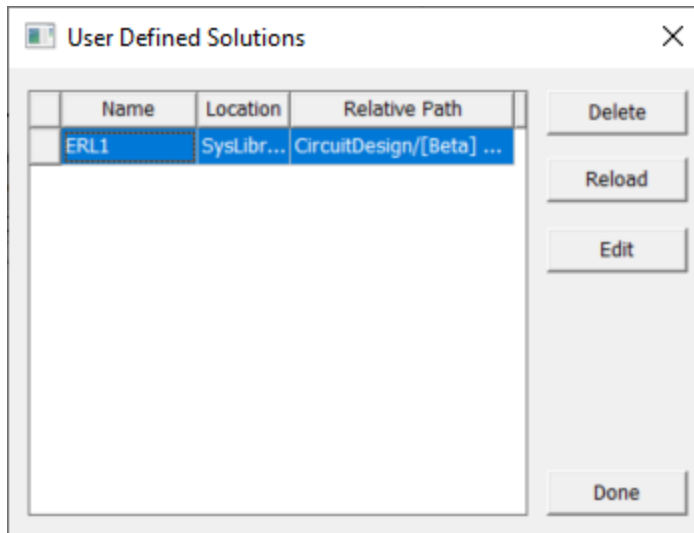 User Defined Solutions
Name Location Relative Path
ERL1 SysLibr... CircuitDesign/[Beta] ...
Delete
Reload
Edit
Done